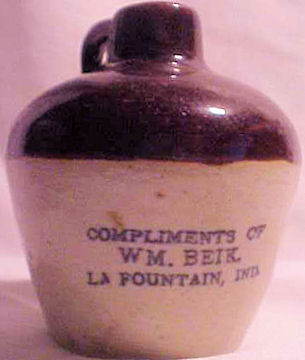 COMPLIMENTS OF
WM. BEIK.
LA FOUNTAIN, IND.